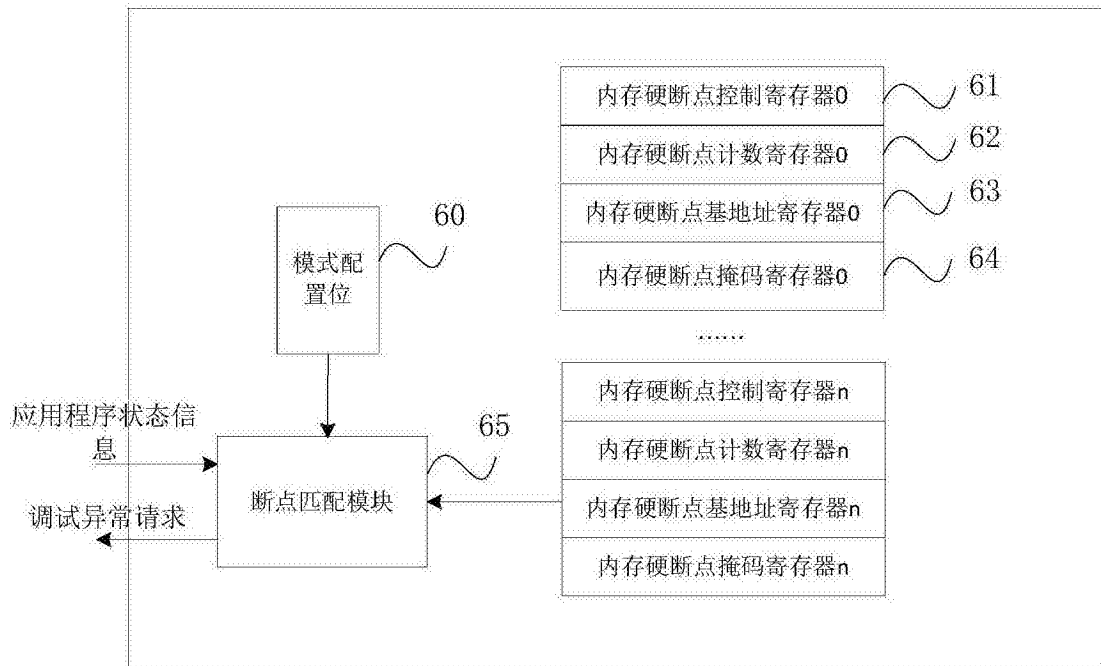 内存硬断点控制寄存器0
61
内存硬断点计数寄存器0
62
内存硬断点基地址寄存器0
63
内存硬断点掩码寄存器0
64
模式配
置位
60
……
内存硬断点控制寄存器n
内存硬断点计数寄存器n
内存硬断点基地址寄存器n
内存硬断点掩码寄存器n
应用程序状态信
息
调试异常请求
断点匹配模块
65